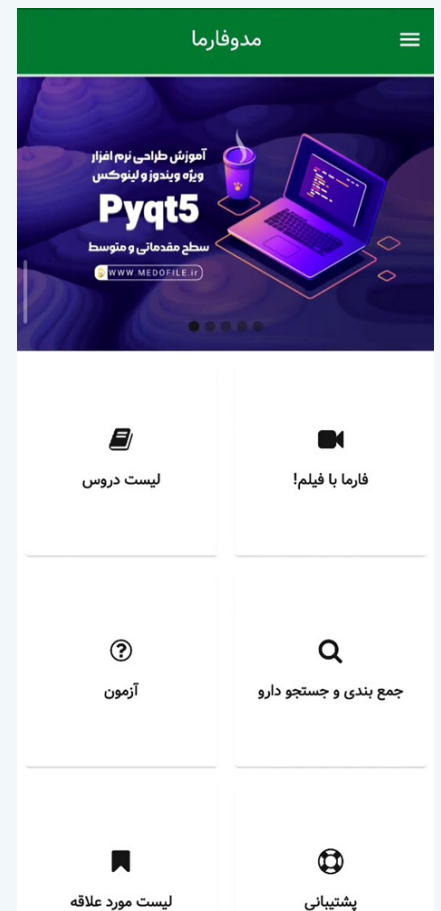 مدوفارما
آموزش طراحی نرم افزار
ویژه ویندوز و لینوکس
Pyqt5
سطح مقدماتی و متوسط
WWW.MEDOFILE.ir
فارما با فیلم!
لیست دروس
جمع بندی و جستجو دارو
آزمون
پشتیبانی
لیست مورد علاقه